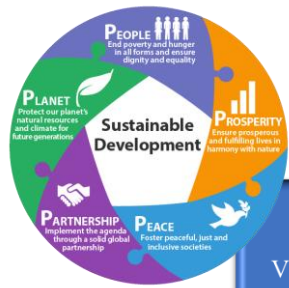 PEOPLE
End poverty and hunger
in all forms and ensure
dignity and equality
PLANET
Protect our planet's
natural resources
and climate for
future generations
PROSPERITY
Ensure prosperous
and fulfilling lives in
harmony with nature
Sustainable
Development
PARTNERSHIP
Implement the agenda
through a solid global
partnership
PEACE
Foster peaceful, just and
inclusive societies
V